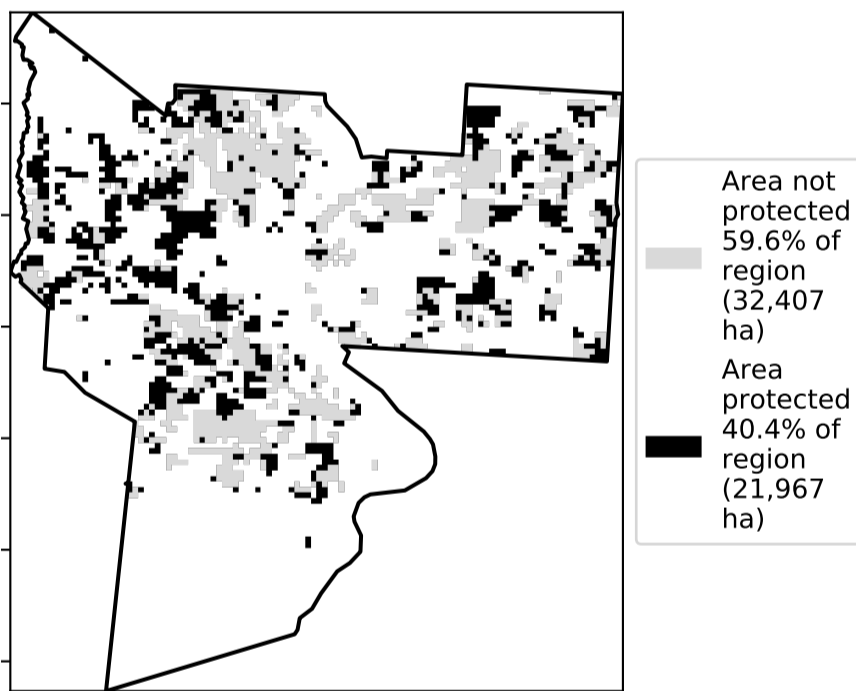 Area not
protected
59.6% of
region
(32,407
ha)
Area
protected
40.4% of
region
(21,967
ha)